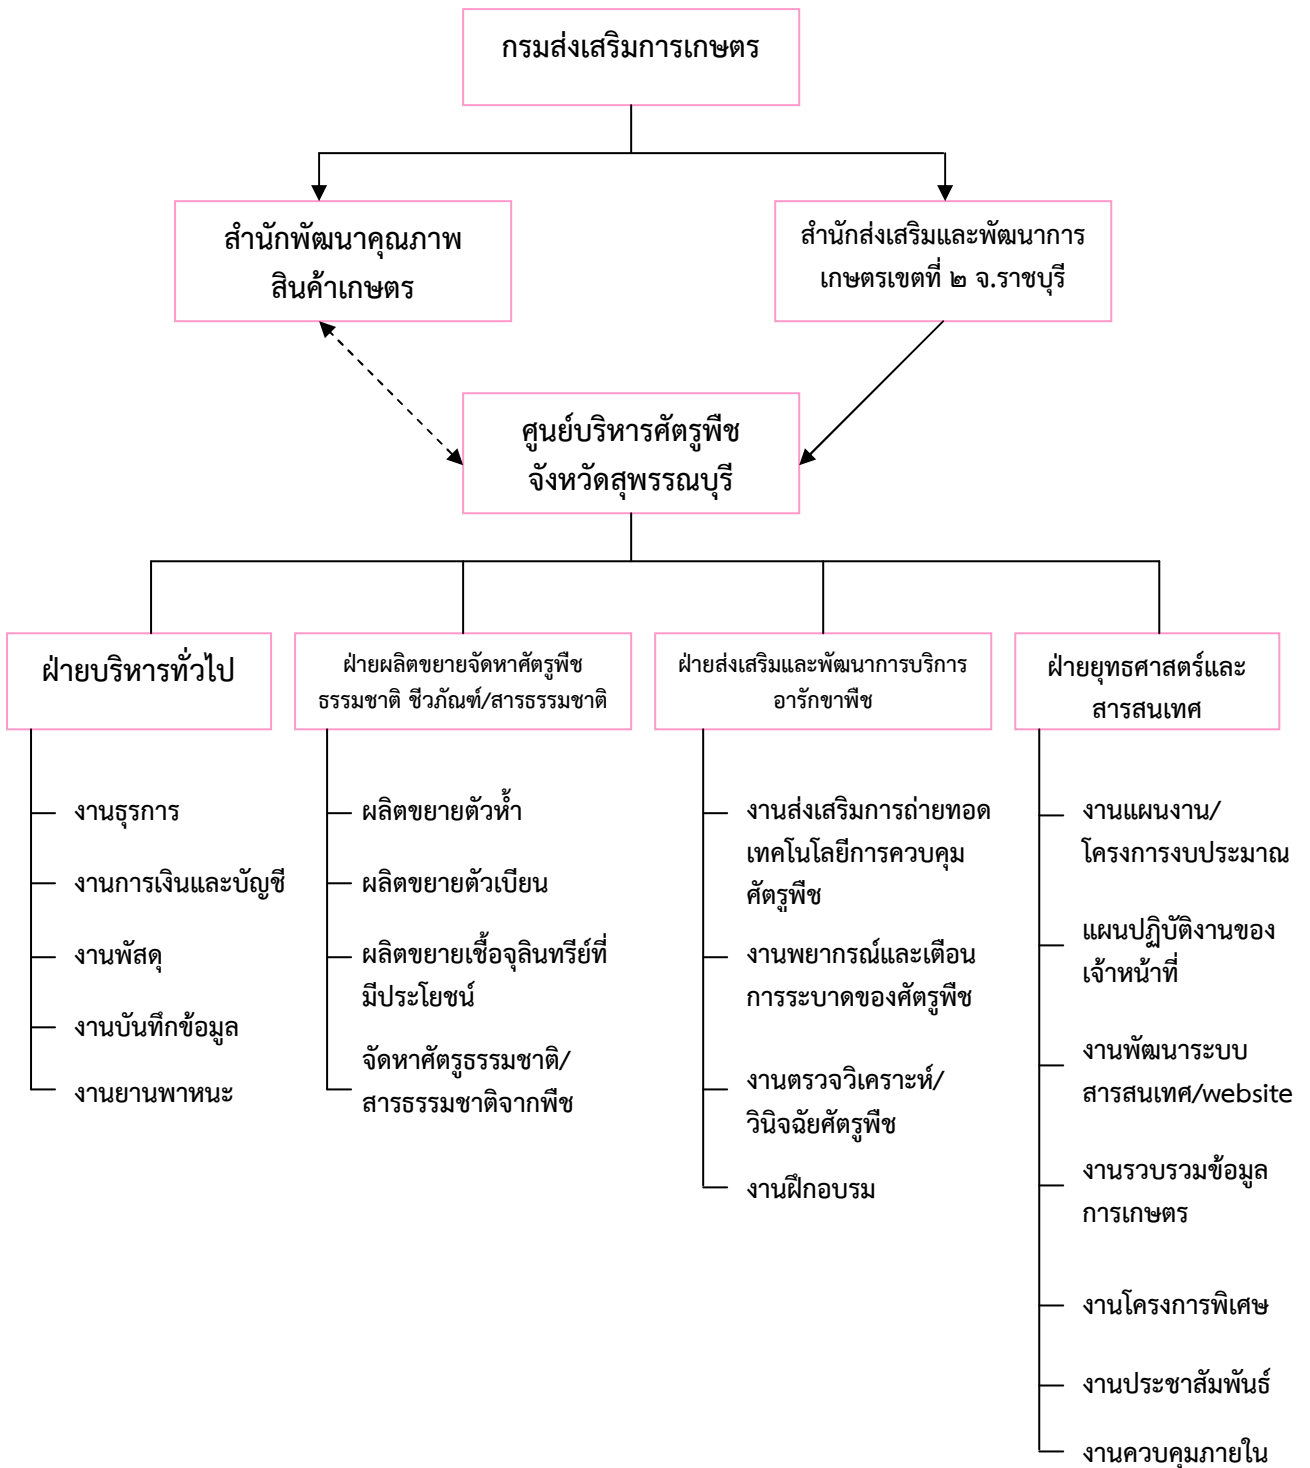 กรมส่งเสริมการเกษตร
สำนักพัฒนาคุณภาพ
สินค้าเกษตร
สำนักส่งเสริมและพัฒนาการ
เกษตรเขตที่ ๒ จ.ราชบุรี
ศูนย์บริหารศัตรูพืช
จังหวัดสุพรรณบุรี
ฝ่ายบริหารทั่วไป
งานธุรการ
งานการเงินและบัญชี
งานพัสดุ
งานบันทึกข้อมูล
งานยานพาหนะ
ฝ่ายผลิตขยายจัดหาศัตรูพืช
ธรรมชาติ ชีวภัณฑ์/สารธรรมชาติ
ผลิตขยายตัวห้ำ
ผลิตขยายตัวเบียน
ผลิตขยายเชื้อจุลินทรีย์ที่
มีประโยชน์
จัดหาศัตรูธรรมชาติ/
สารธรรมชาติจากพืช
ฝ่ายส่งเสริมและพัฒนาการบริการ
อารักขาพืช
งานส่งเสริมการถ่ายทอด
เทคโนโลยีการควบคุม
ศัตรูพืช
งานพยากรณ์และเตือน
การระบาดของศัตรูพืช
งานตรวจวิเคราะห์/
วินิจฉัยศัตรูพืช
งานฝึกอบรม
ฝ่ายยุทธศาสตร์และ
สารสนเทศ
งานแผนงาน/
โครงการงบประมาณ
แผนปฏิบัติงานของ
เจ้าหน้าที่
งานพัฒนาระบบ
สารสนเทศ/website
งานรวบรวมข้อมูล
การเกษตร
งานโครงการพิเศษ
งานประชาสัมพันธ์
งานควบคุมภายใน